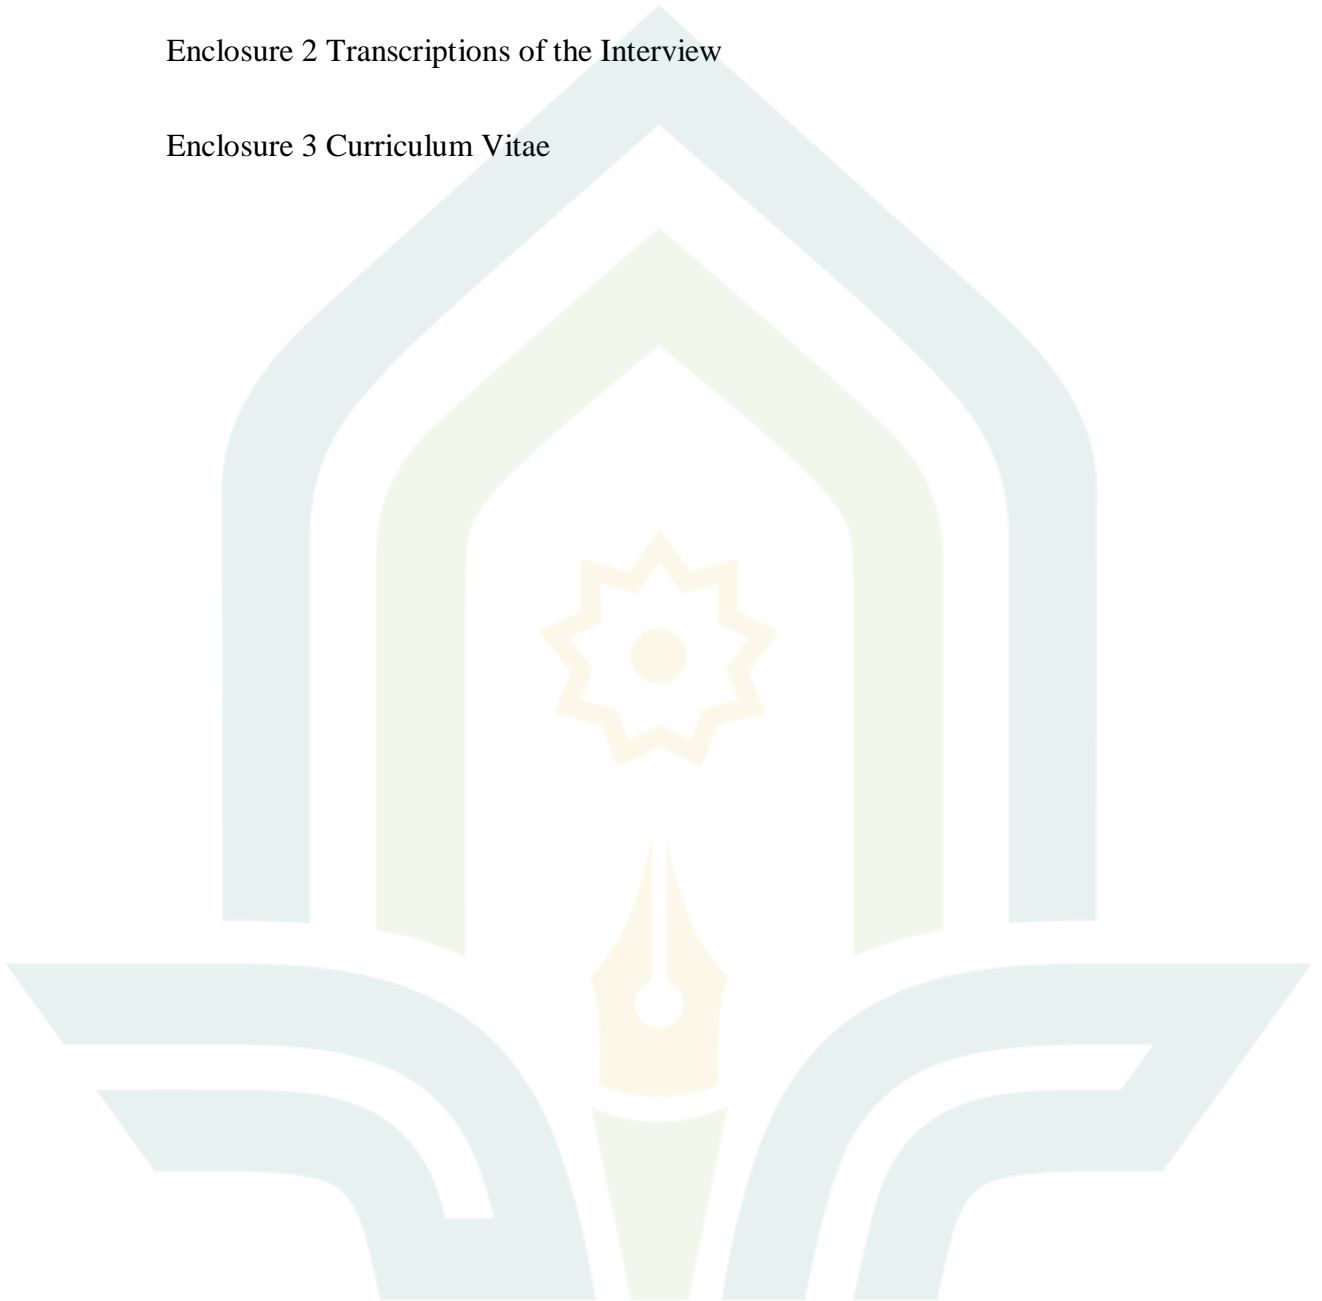 Enclosure 2 Transcriptions of the Interview
Enclosure 3 Curriculum Vitae